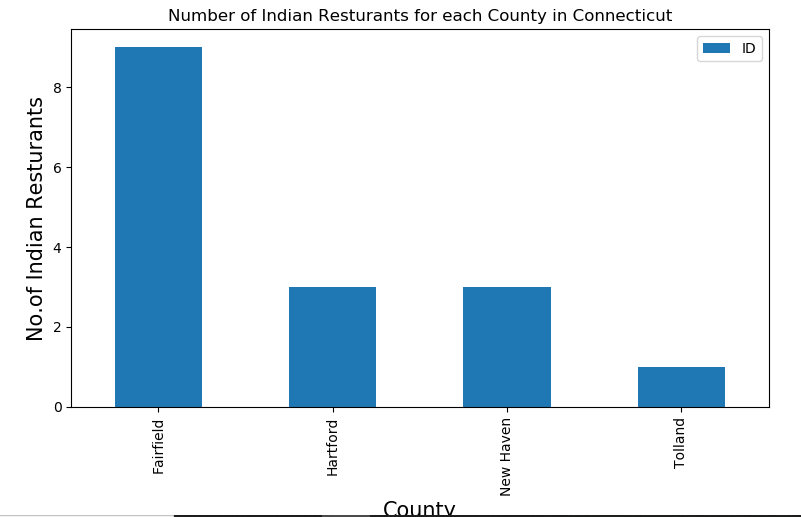 Number of Indian Resturants for each County in Connecticut
ID
No.of Indian Resturants
8
6
4
2
0
Fairfield
Hartford
New Haven
Tolland
County